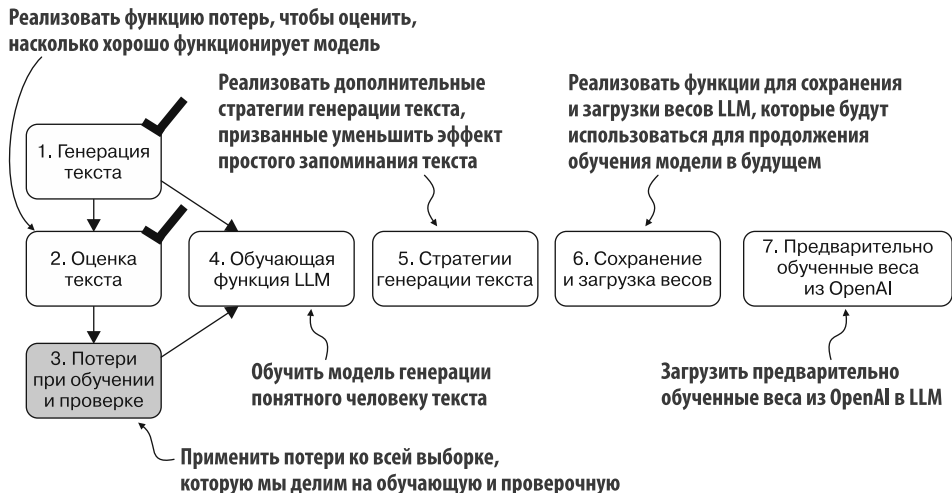 Реализовать функцию потерь, чтобы оценить,
насколько хорошо функционирует модель
Реализовать дополнительные
стратегии генерации текста,
призванные уменьшить эффект
простого запоминания текста
Реализовать функции для сохранения
и загрузки весов LLM, которые будут
использоваться для продолжения
обучения модели в будущем
1. Генерация
текста
2. Оценка
текста
4. Обучающая
функция LLM
5. Стратегии
генерации текста
6. Сохранение
и загрузка весов
7. Предварительно
обученные веса
из OpenAI
3. Потери
при обучении
и проверке
Обучить модель генерации
понятного человеку текста
Загрузить предварительно
обученные веса из OpenAI в LLM
Применить потери ко всей выборке,
которую мы делим на обучающую и проверочную